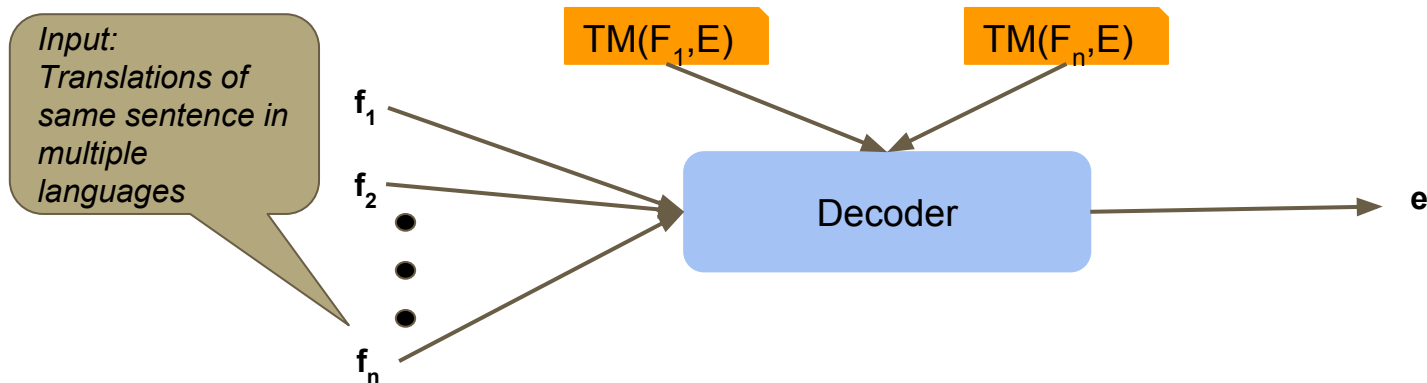 Input:
Translations of
same sentence in
multiple
languages
TM(F₁,E)
TM(Fₙ,E)
f₁
f₂
fₙ
Decoder
e